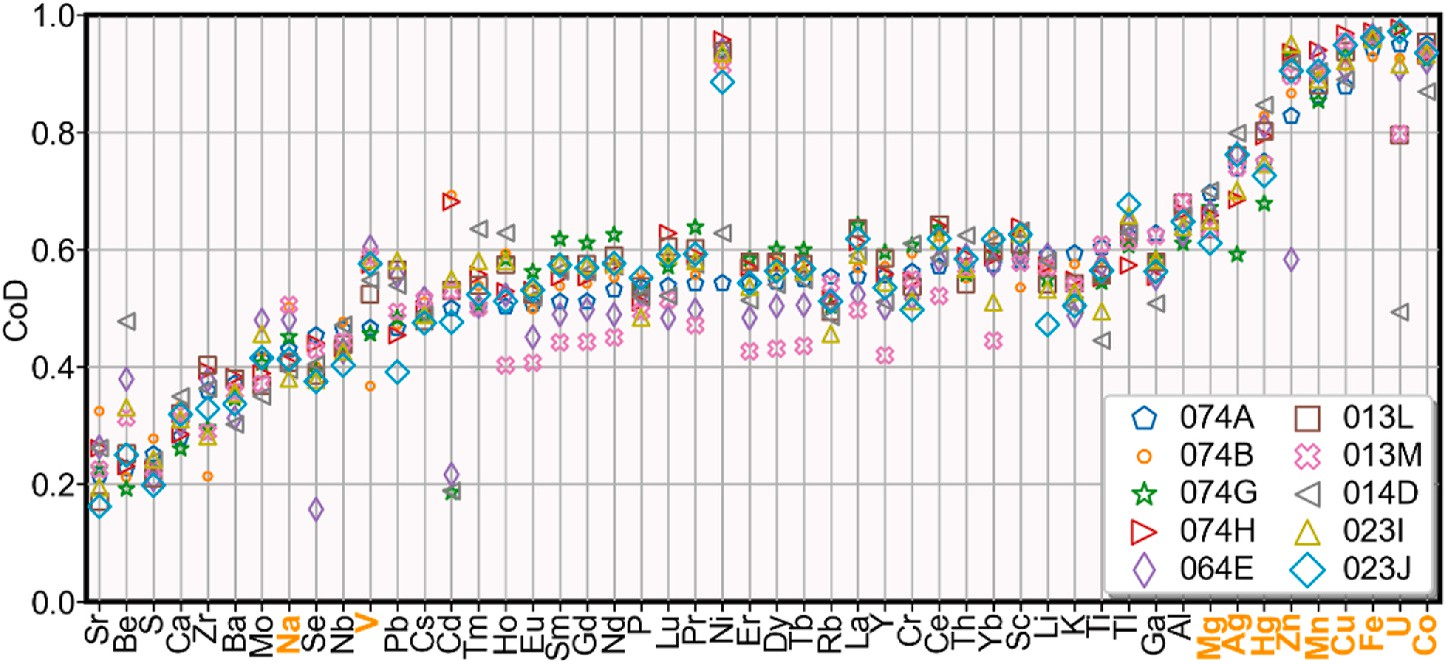 1.0
0.8
0.6
0.4
0.2
0.0
CoD
074A 013L
074B 013M
074G 014D
074H 023I
064E 023J
Sr Be S Ca Zr Ba Mo Na Se Nb V Pb Cs Cd Tm Ho Eu Sm Gd Nd P Lu Pr Ni Er Dy Tb Rb La Y Cr Ce Th Yb Sc Li K Ti Tl Ga Al Mg Ag Hg Zn Mn Cu Fe U Co